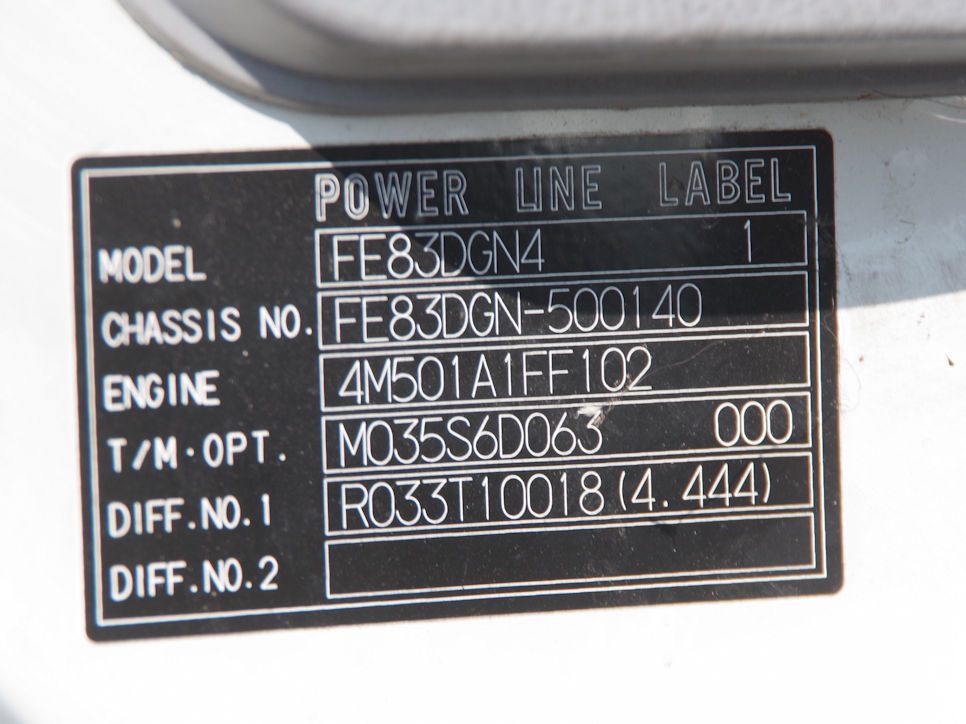 POWER LINE LABEL
MODEL FE83DGN4 1
CHASSIS NO. FE83DGN-500140
ENGINE 4M501A1FF102
T/M·OPT. M035S6D063 000
DIFF.NO.1 R033T10018(4.444)
DIFF.NO.2